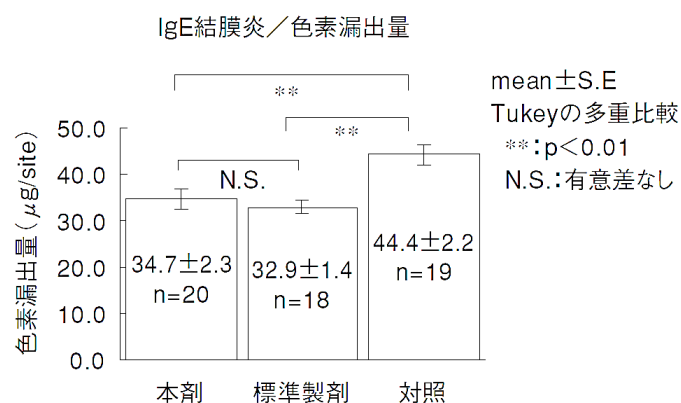 IgE結膜炎／色素漏出量
mean±S.E
Tukeyの多重比較
**:p<0.01
N.S.:有意差なし
**
**
N.S.
色素漏出量(μg/site)
50.0
40.0
30.0
20.0
10.0
0.0
34.7±2.3
n=20
32.9±1.4
n=18
44.4±2.2
n=19
本剤 標準製剤 対照